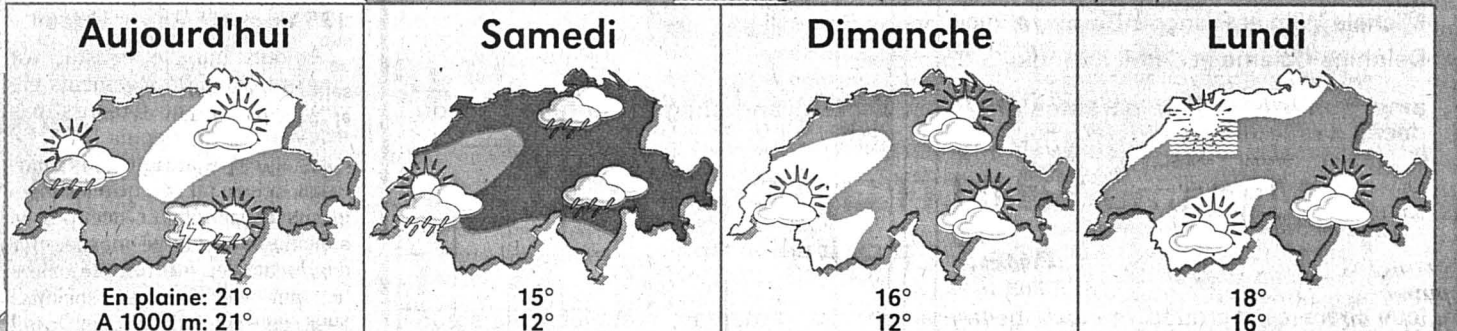 Aujourd'hui
En plaine: 21°
A 1000 m: 21°
Samedi
15°
12°
Dimanche
16°
12°
Lundi
18°
16°